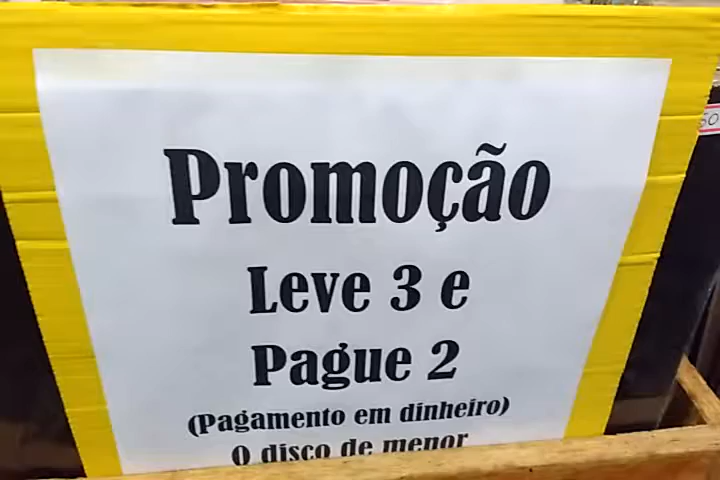 Promoção
Leve 3 e
Pague 2
(Pagamento em dinheiro)
O disco de menor